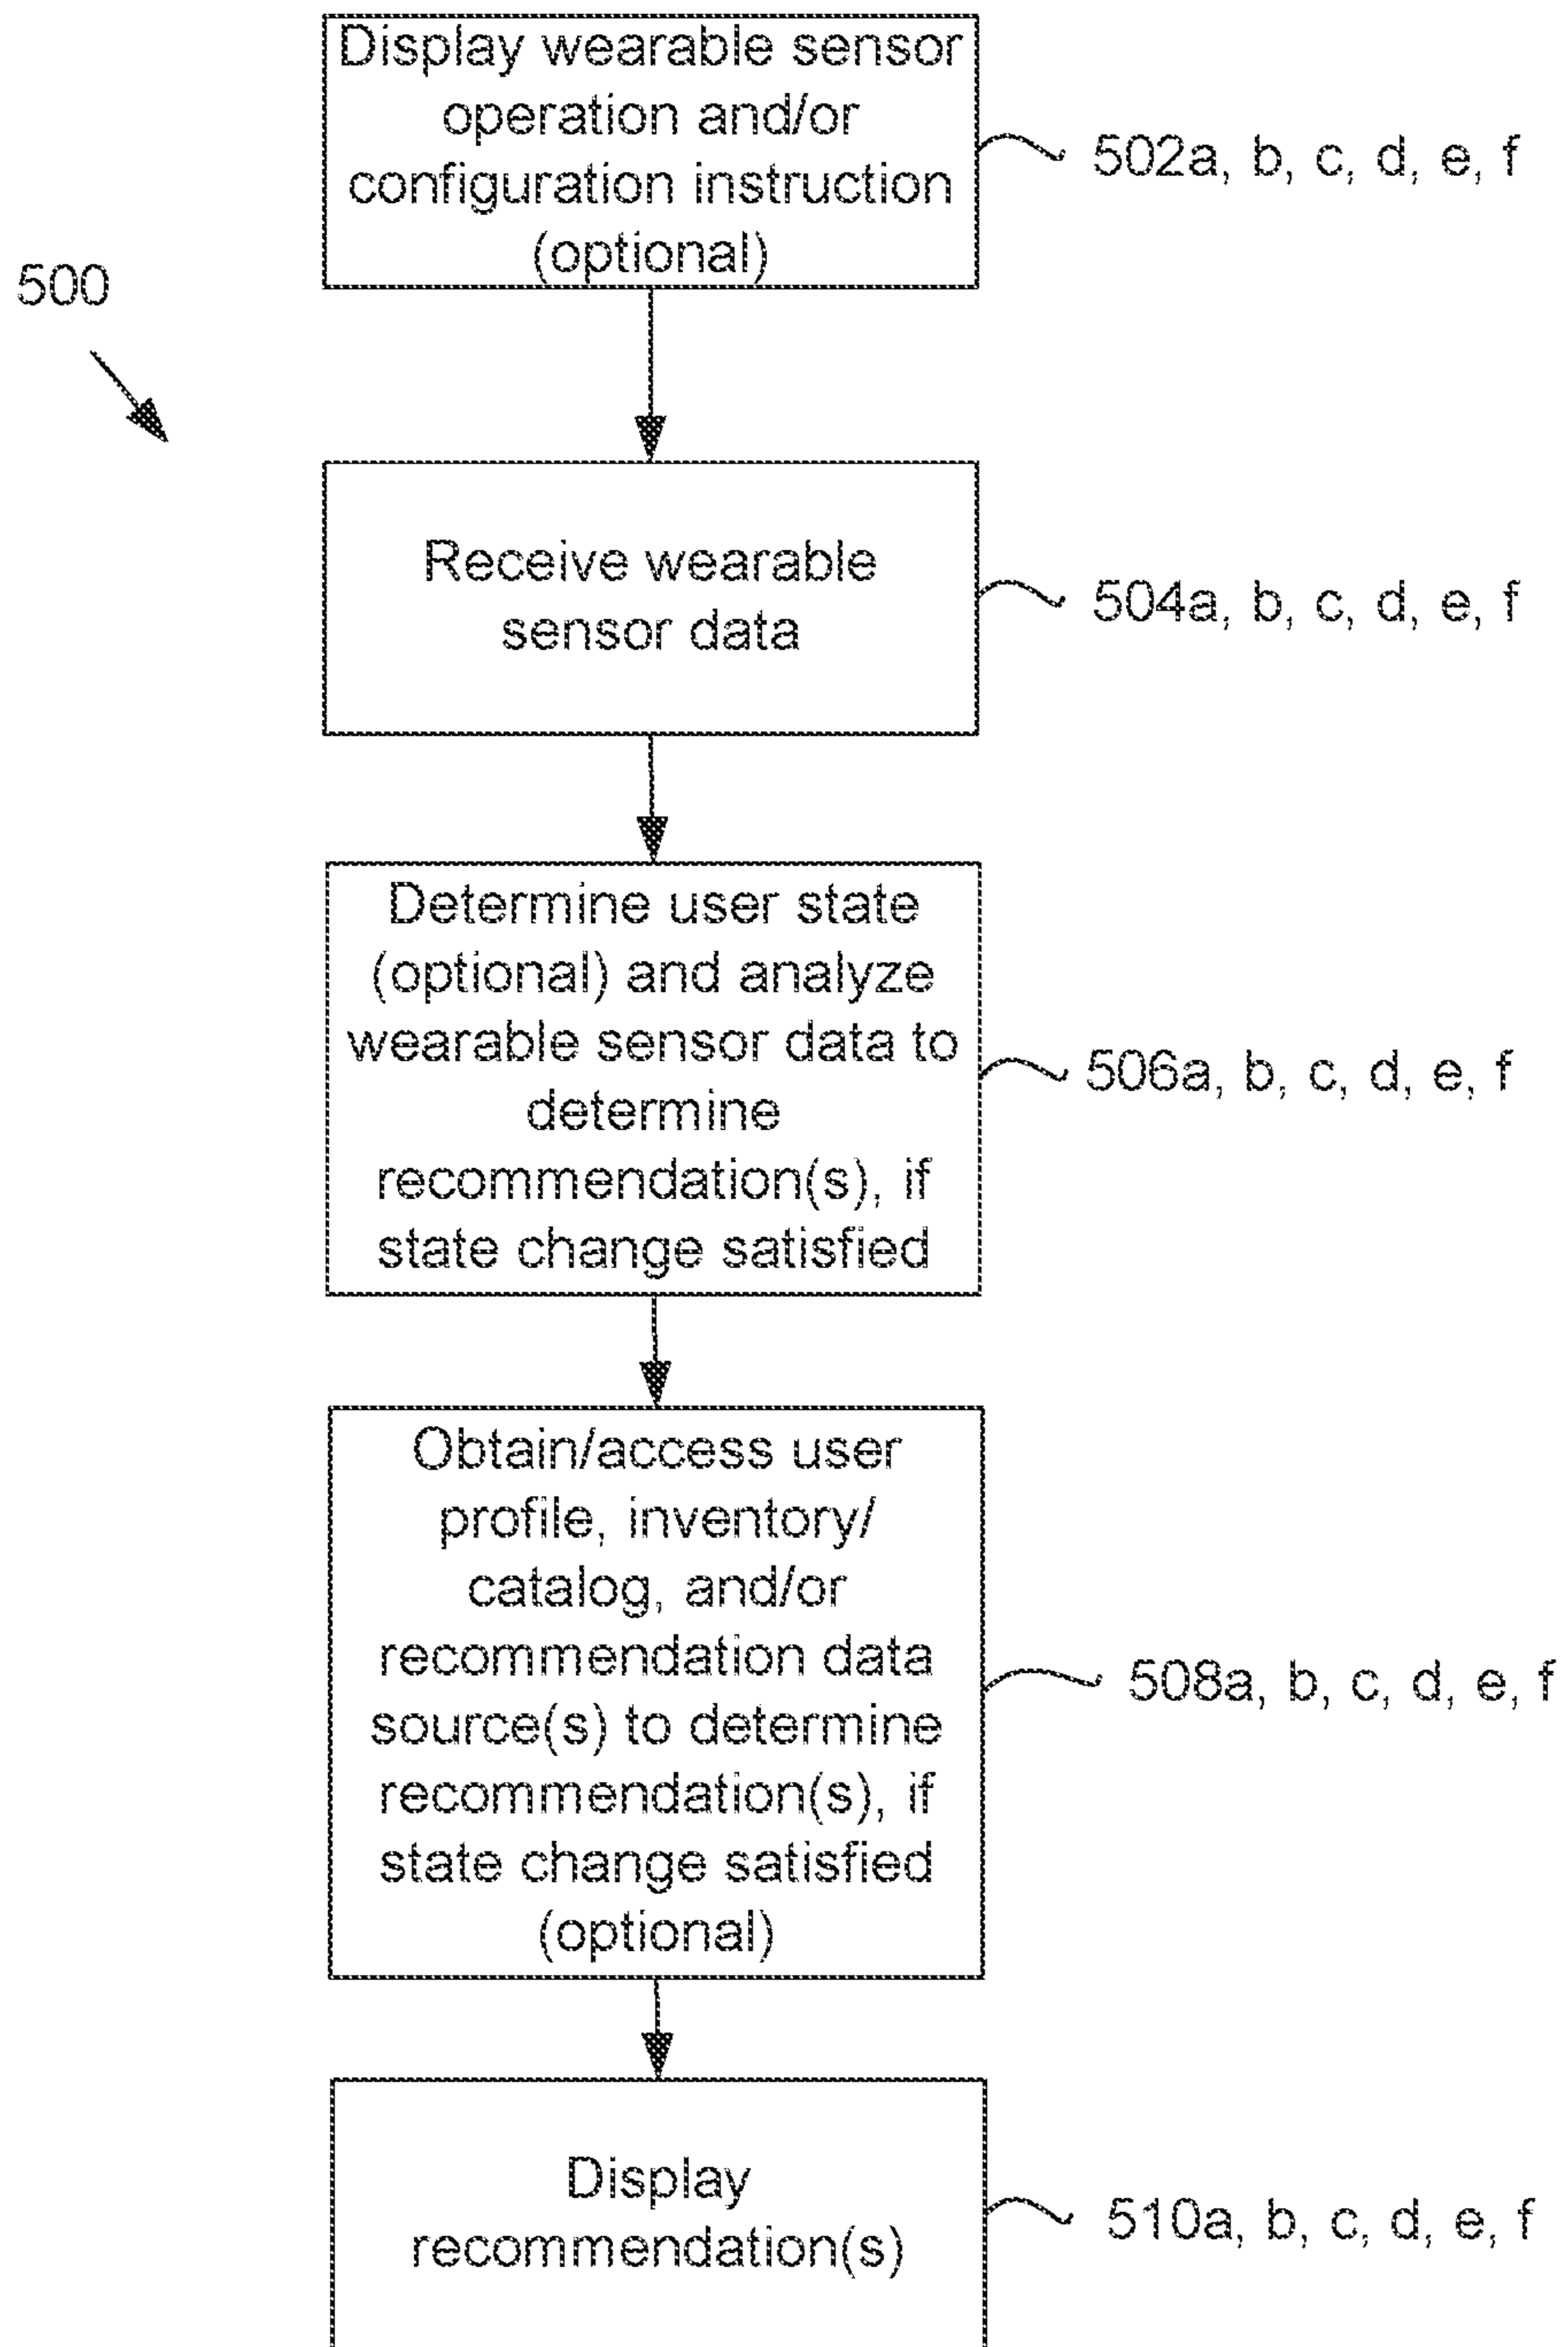 Display wearable sensor
operation and/or
configuration instruction
(optional)
502a, b, c, d, e, f
500
Receive wearable
sensor data
504a, b, c, d, e, f
Determine user state
(optional) and analyze
wearable sensor data to
determine
recommendation(s), if
state change satisfied
506a, b, c, d, e, f
Obtain/access user
profile, inventory/
catalog, and/or
recommendation data
source(s) to determine
recommendation(s), if
state change satisfied
(optional)
508a, b, c, d, e, f
Display
recommendation(s)
510a, b, c, d, e, f